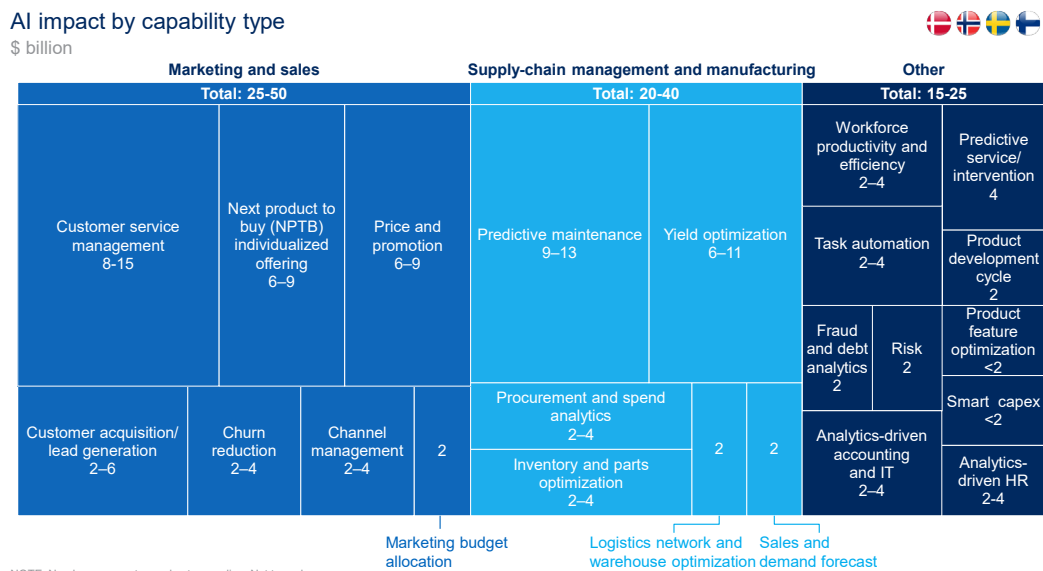 AI impact by capability type
$ billion
Marketing and sales
Total: 25-50
Customer service
management
8-15
Next product to
buy (NPTB)
individualized
offering
6–9
Price and
promotion
6–9
Customer acquisition/
lead generation
2–6
Churn
reduction
2–4
Channel
management
2–4
2
Marketing budget
allocation
Supply-chain management and manufacturing
Total: 20-40
Predictive maintenance
9–13
Yield optimization
6–11
Procurement and spend
analytics
2–4
Inventory and parts
optimization
2–4
2
Logistics network and
warehouse optimization
2
Sales and
demand forecast
Other
Total: 15-25
Workforce
productivity and
efficiency
2–4
Predictive
service/
intervention
4
Task automation
2–4
Product
development
cycle
2
Fraud
and debt
analytics
2
Risk
2
Product
feature
optimization
<2
Smart capex
<2
Analytics-driven
accounting
and IT
2–4
Analytics-
driven HR
2-4